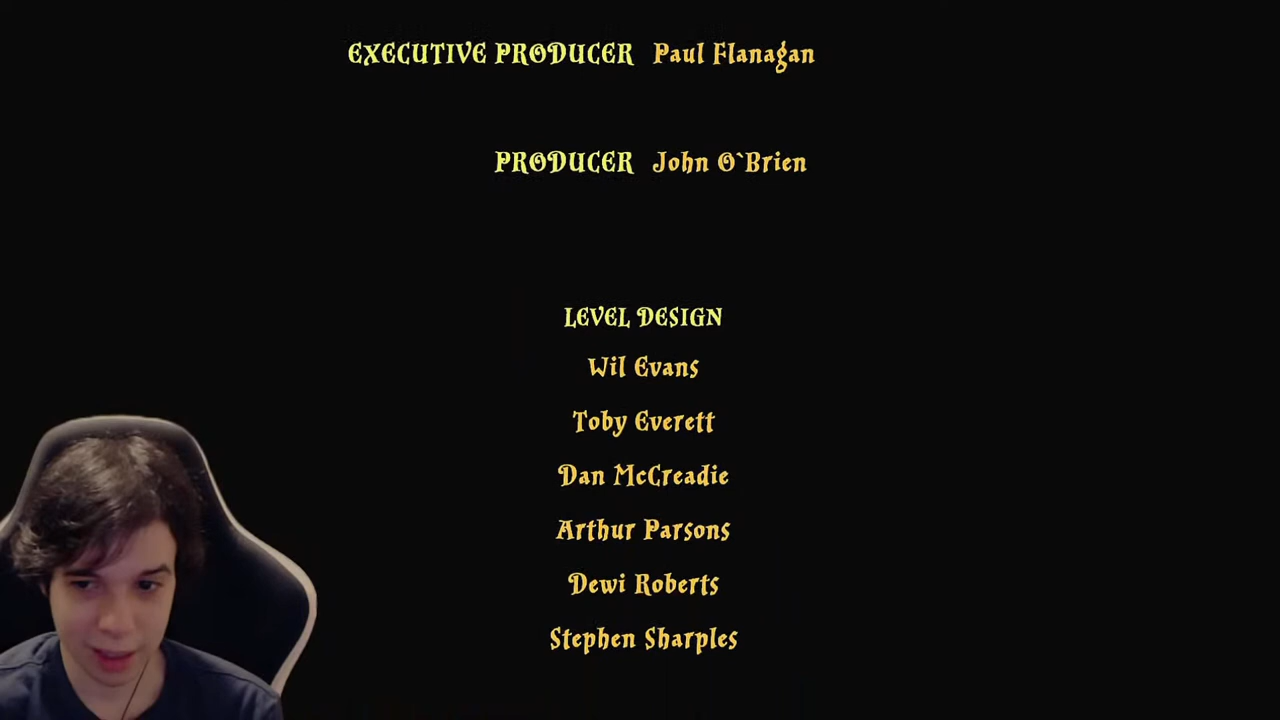 EXECUTIVE PRODUCER Paul Flanagan
PRODUCER John O`Brien
LEVEL DESIGN
Wil Evans
Toby Everett
Dan McCreadie
Arthur Parsons
Dewi Roberts
Stephen Sharples